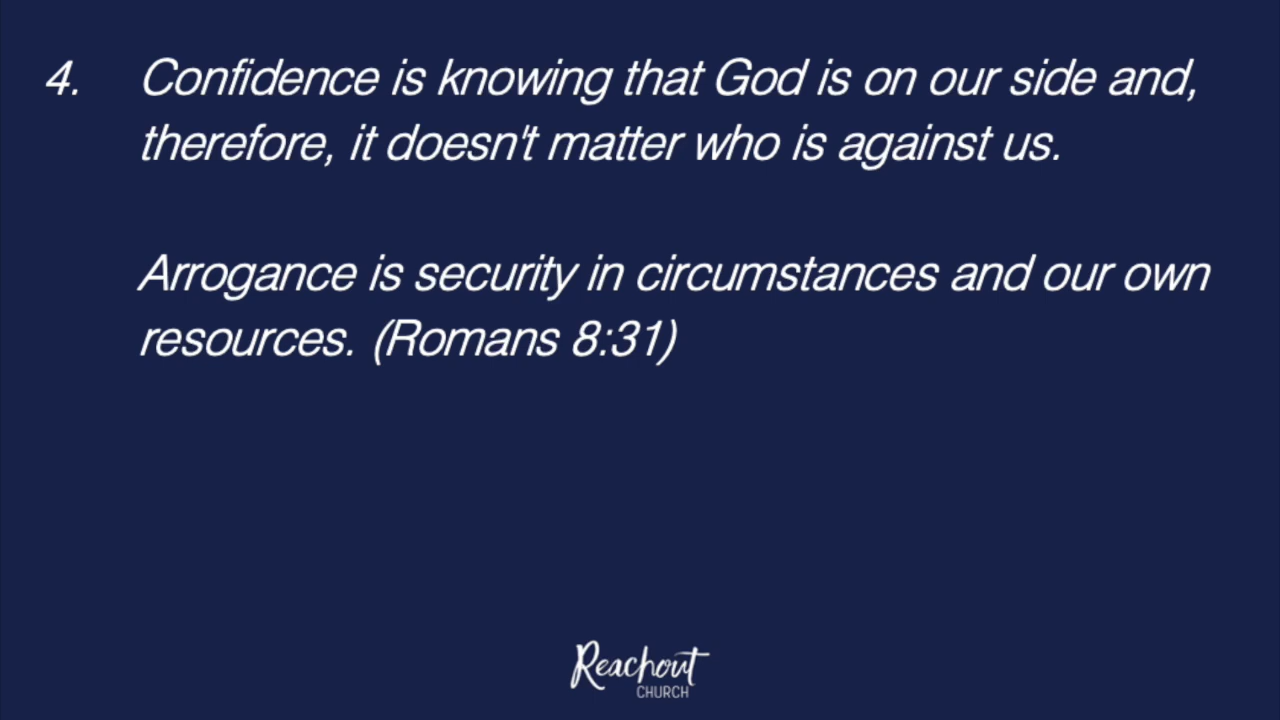 4. Confidence is knowing that God is on our side and,
therefore, it doesn't matter who is against us.
Arrogance is security in circumstances and our own
resources. (Romans 8:31)
Reachout
CHURCH